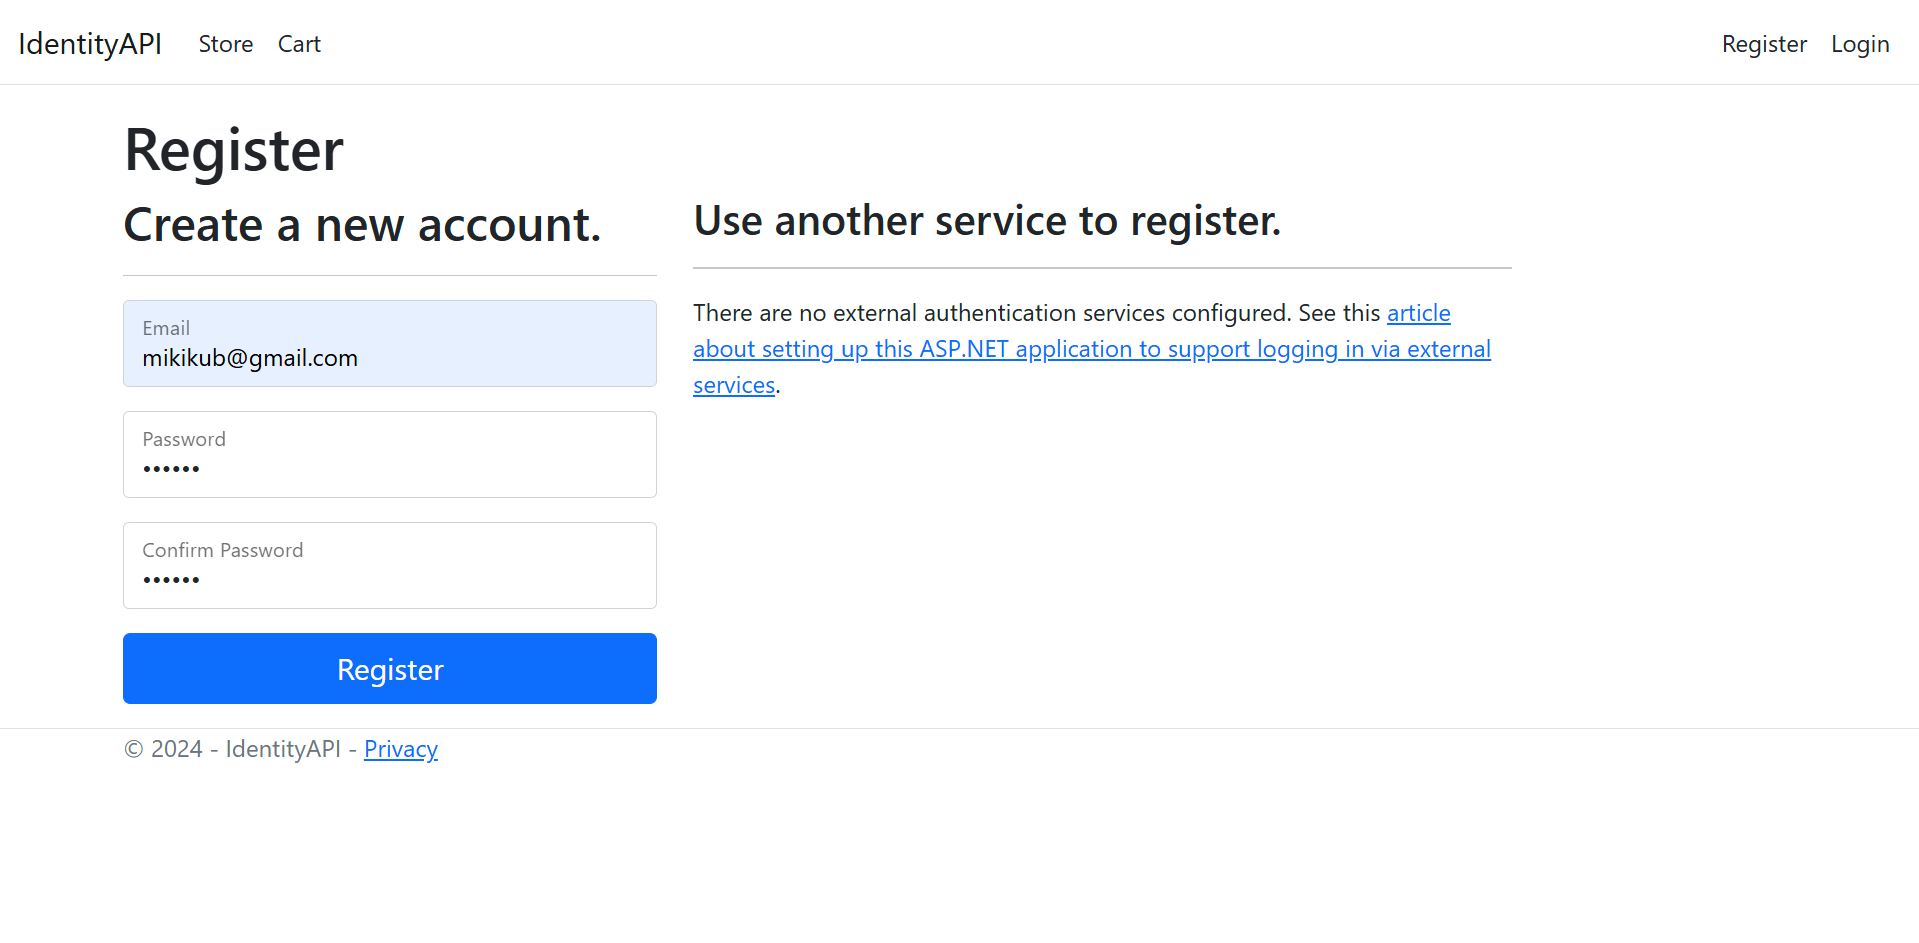 IdentityAPI Store Cart Register Login
Register
Create a new account.
Email
mikikub@gmail.com
Password
••••••
Confirm Password
••••••
Register
Use another service to register.
There are no external authentication services configured. See this article
about setting up this ASP.NET application to support logging in via external
services.
© 2024 - IdentityAPI - Privacy